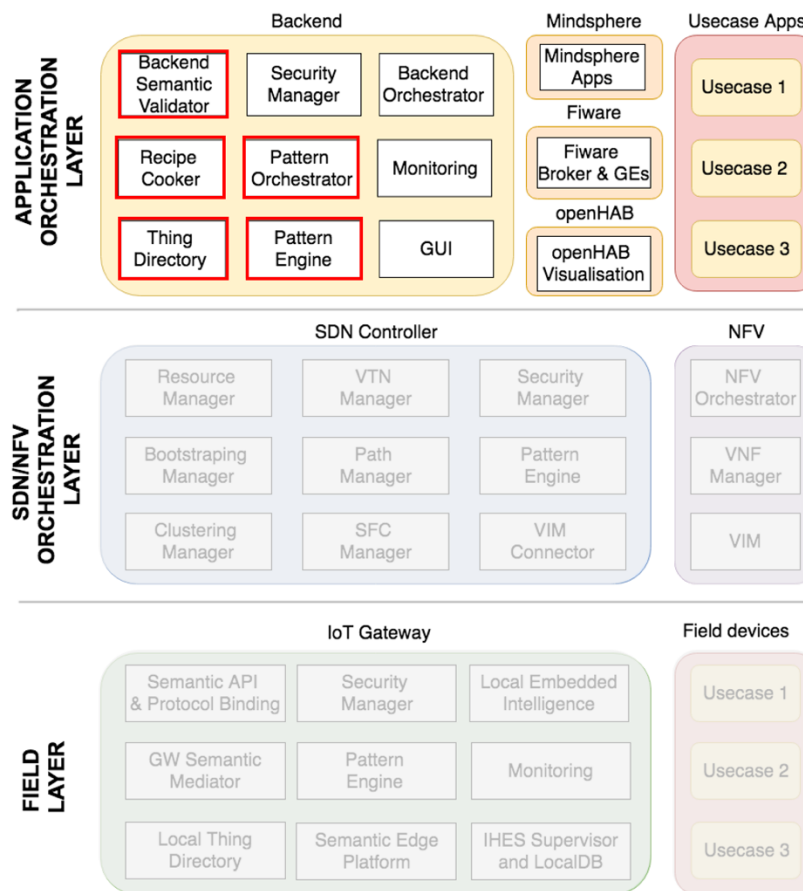 Backend
Mindsphere
Usecase Apps
APPLICATION
ORCHESTRATION
LAYER
Backend
Semantic
Validator
Security
Manager
Backend
Orchestrator
Mindsphere
Apps
Usecase 1
Fiware
Recipe
Cooker
Pattern
Orchestrator
Monitoring
Fiware
Broker & GEs
Usecase 2
openHAB
Thing
Directory
Pattern
Engine
GUI
openHAB
Visualisation
Usecase 3
SDN Controller
NFV
SDN/NFV
ORCHESTRATION
LAYER
Resource
Manager
VTN
Manager
Security
Manager
NFV
Orchestrator
Bootstraping
Manager
Path
Manager
Pattern
Engine
VNF
Manager
Clustering
Manager
SFC
Manager
VIM
Connector
VIM
IoT Gateway
Field devices
FIELD
LAYER
Semantic API
& Protocol Binding
Security
Manager
Local Embedded
Intelligence
Usecase 1
GW Semantic
Mediator
Pattern
Engine
Monitoring
Usecase 2
Local Thing
Directory
Semantic Edge
Platform
IHES Supervisor
and LocalDB
Usecase 3